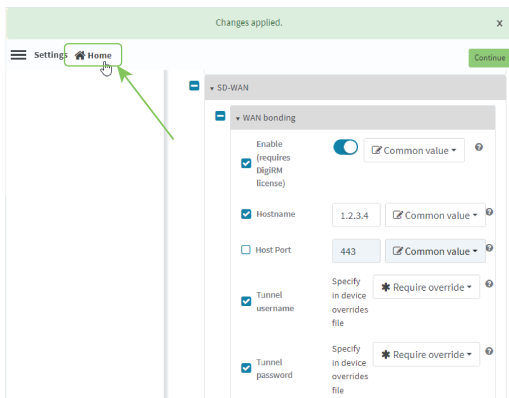 Changes applied.
x
Settings Home
Continue
SD-WAN
WAN bonding
Enable
(requires
DigiRM
license)
Common value
Hostname
1.2.3.4
Common value
Host Port
443
Common value
Tunnel
username
Specify
in device
overrides
file
Require override
Tunnel
password
Specify
in device
overrides
file
Require override